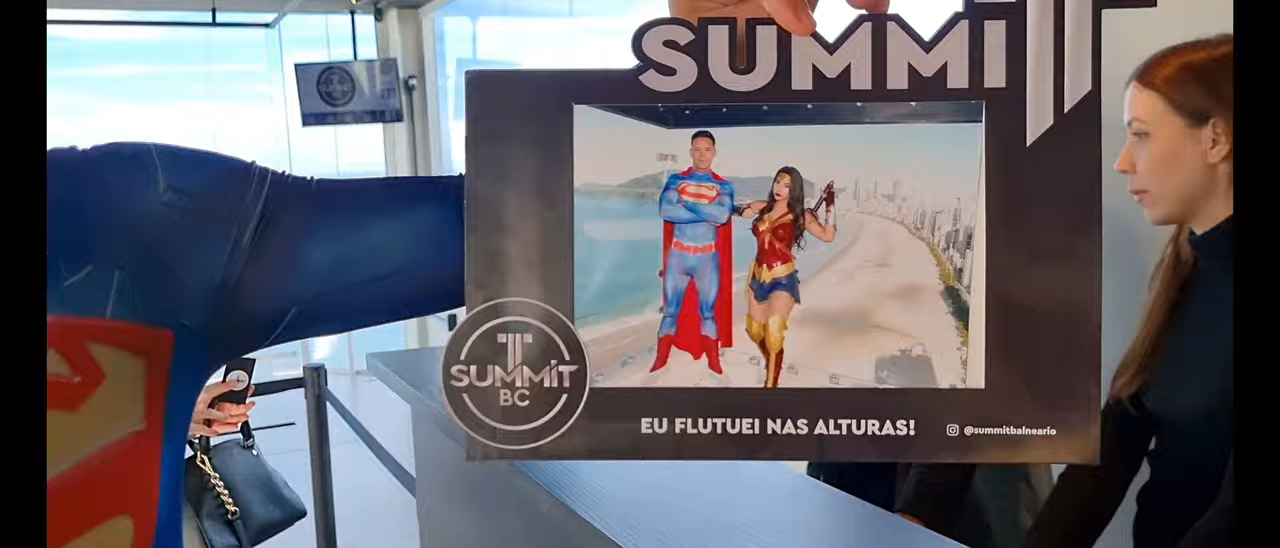 SUMMIT
SUMMIT
BC
EU FLUTUEI NAS ALTURAS!
@summitbalneario